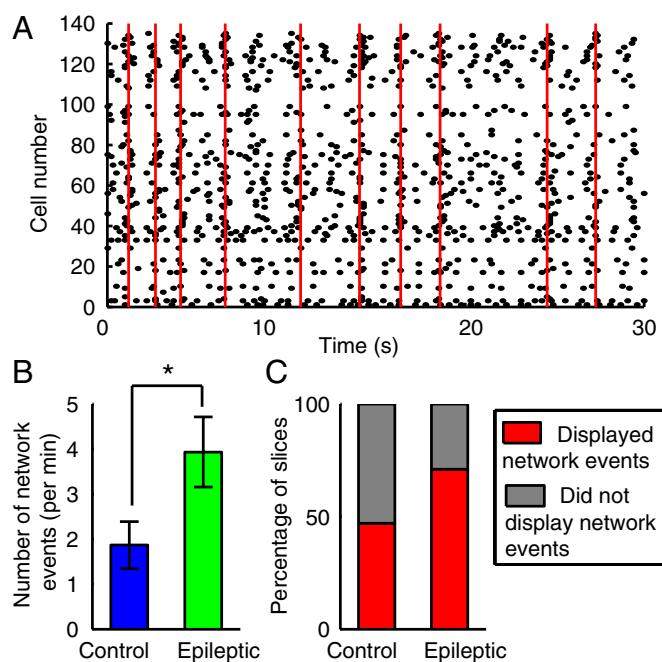 A
140
120
100
80
60
40
20
0
Cell number
0
10
20
30
Time (s)
B
*
5
4
3
2
1
0
Number of network
events (per min)
Control
Epileptic
C
100
50
0
Percentage of slices
Control
Epileptic
Displayed
network events
Did not
display network
events